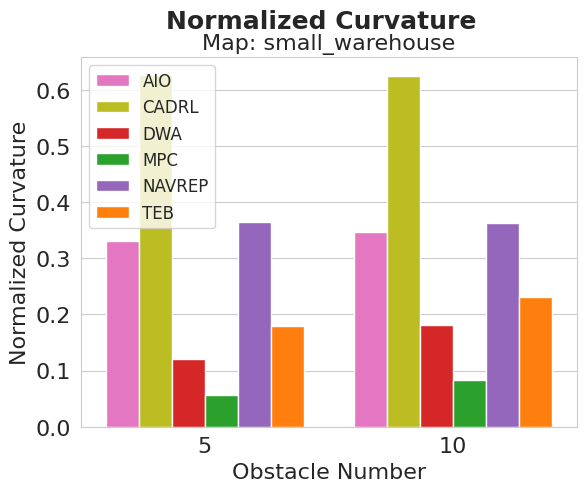 Normalized Curvature
Map: small_warehouse
AIO
CADRL
DWA
MPC
NAVREP
TEB
Normalized Curvature
0.6
0.5
0.4
0.3
0.2
0.1
0.0
5
10
Obstacle Number